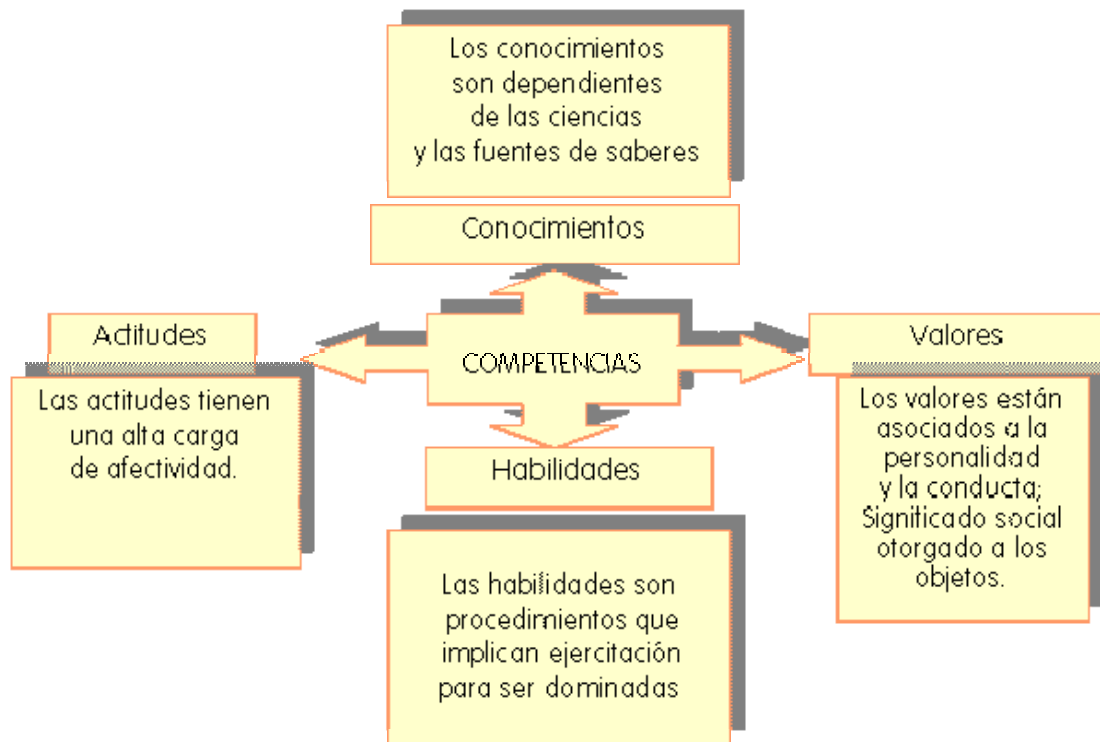 Los conocimientos
son dependientes
de las ciencias
y las fuentes de saberes
Conocimientos
Actitudes
Las actitudes tienen
una alta carga
de afectividad.
COMPETENCIAS
Valores
Los valores están
asociados a la
personalidad
y la conducta;
Significado social
otorgado a los
objetos.
Habilidades
Las habilidades son
procedimientos que
implican ejercitación
para ser dominadas